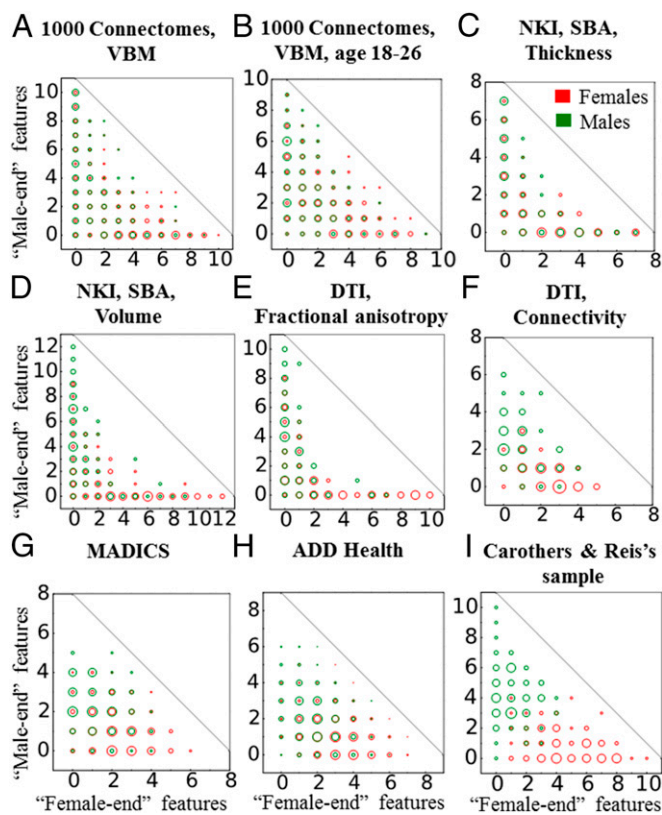 A 1000 Connectomes,
VBM
B 1000 Connectomes,
VBM, age 18-26
C NKI, SBA,
Thickness
"Male-end" features
10
8
6
4
2
0
0 2 4 6 8 10
10
8
6
4
2
0
0 2 4 6 8 10
8
6
4
2
0
0 2 4 6 8
Females
Males
D NKI, SBA,
Volume
E DTI,
Fractional anisotropy
F DTI,
Connectivity
"Male-end" features
12
10
8
6
4
2
0
0 2 4 6 8 10 12
10
8
6
4
2
0
0 2 4 6 8 10
8
6
4
2
0
0 2 4 6 8
G MADICS
H ADD Health
I Carothers & Reis's
sample
"Male-end" features
8
6
4
2
0
0 2 4 6 8
8
6
4
2
0
0 2 4 6 8
10
8
6
4
2
0
0 2 4 6 8 10
"Female-end" features
"Female-end" features